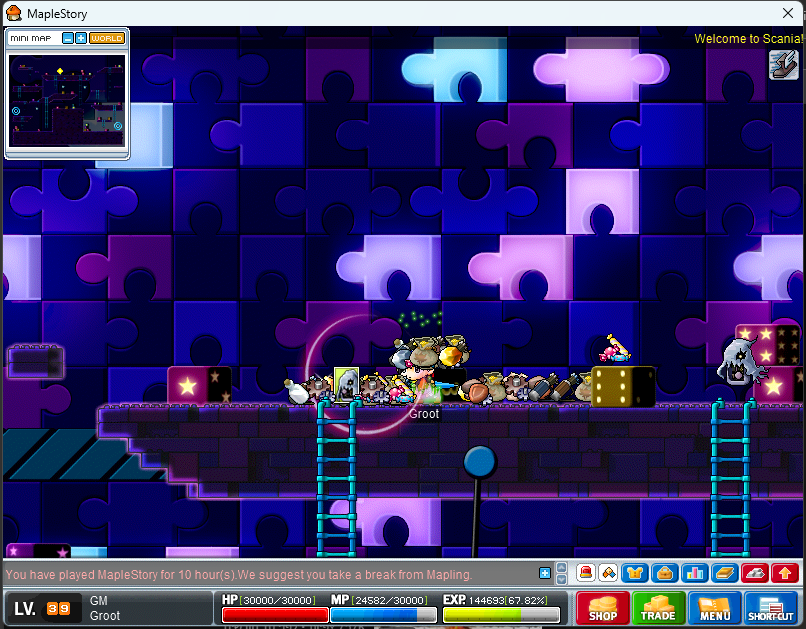 MapleStory
MINI MAP
WORLD
Welcome to Scania!
Groot
You have played MapleStory for 10 hour(s).We suggest you take a break from Mapling.
LV. 39
GM
Groot
HP[30000/30000] MP[24582/30000] EXP 144693[67.82%]
SHOP
TRADE
MENU
SHORTCUT